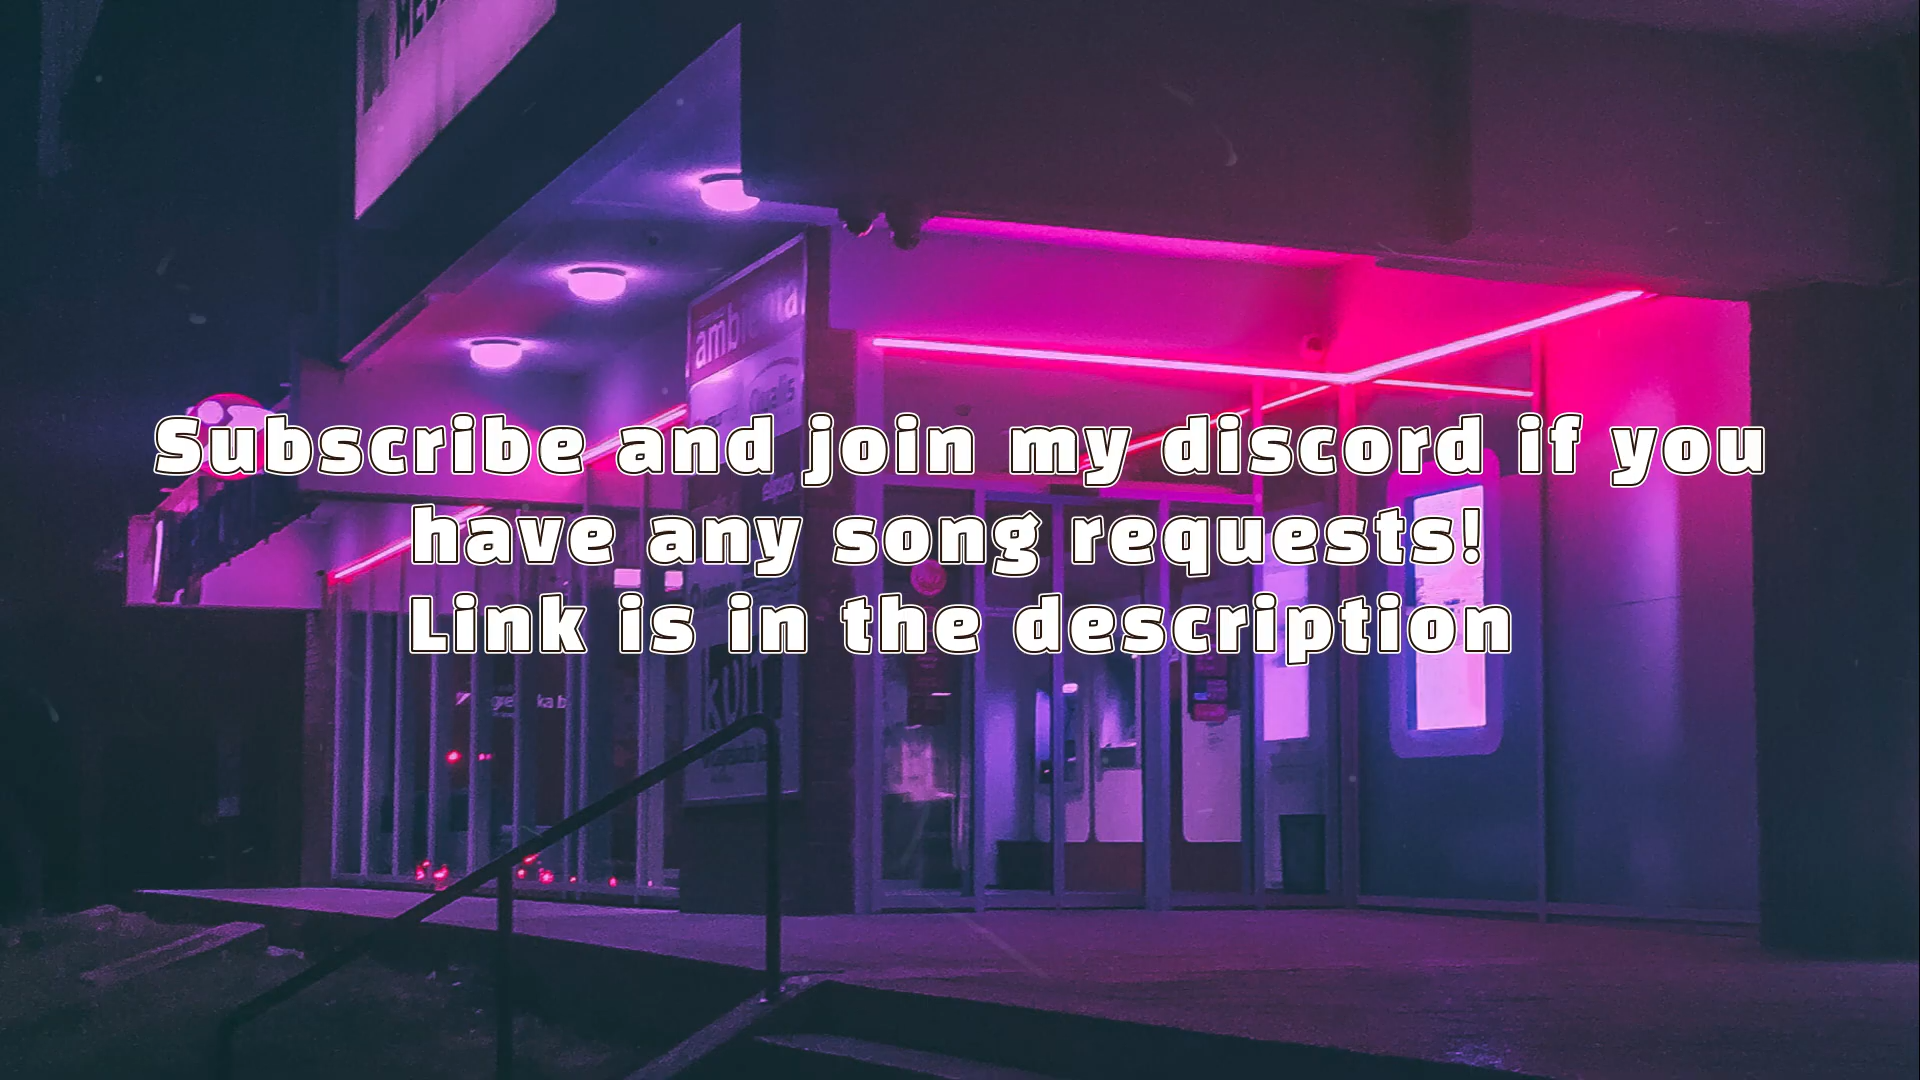 Subscribe and join my discord if you
have any song requests!
Link is in the description